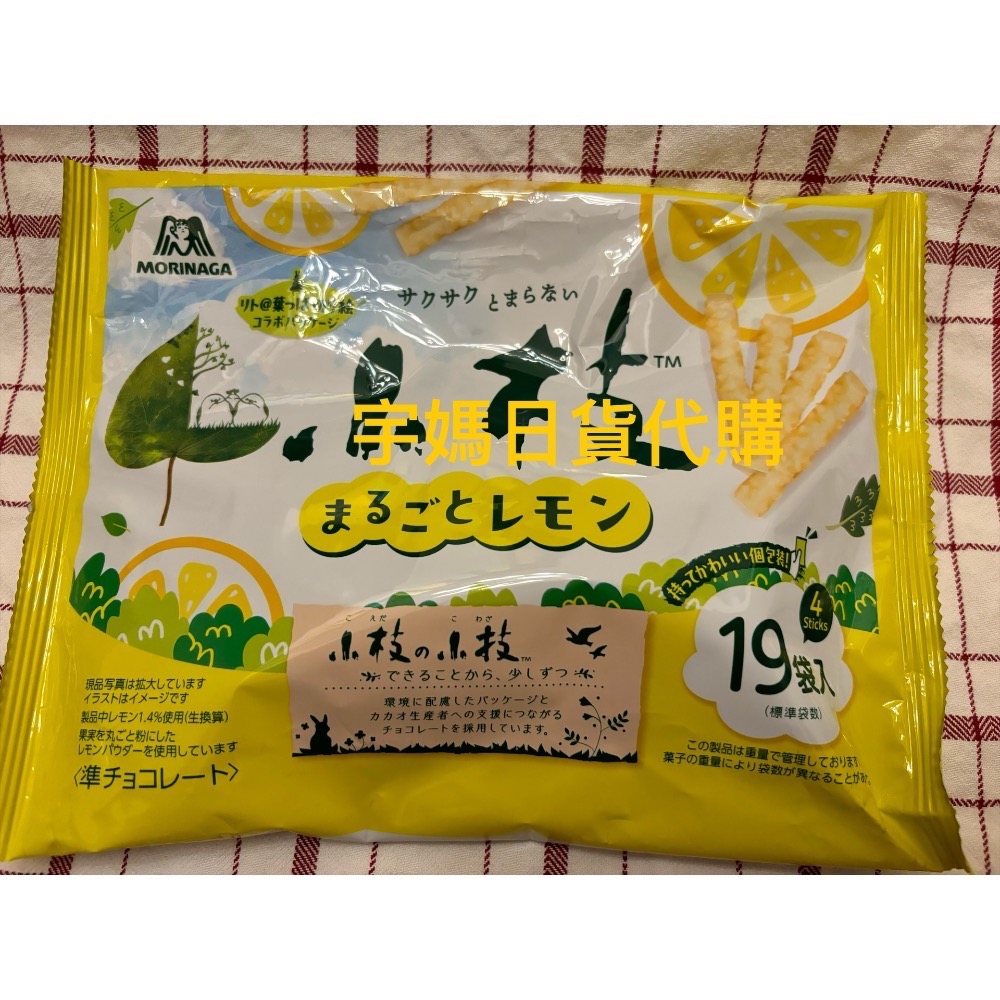 MORINAGA
サクサク とまらない
コラボパッケージ
小枝™
字媽日貨代購
まるごとレモン
持ってかわいい個包装!
4
Sticks
19袋入
(標準袋数)
こえだ こわざ
小枝の小技™
できることから、少しずつ
環境に配慮したパッケージと
カカオ生産者への支援につながる
チョコレートを採用しています。
現品写真は拡大しています
イラストはイメージです
製品中レモン1.4%使用(生換算)
果実を丸ごと粉にした
レモンパウダーを使用しています
〈準チョコレート〉
この製品は重量で管理しております
菓子の重量により袋数が異なることが